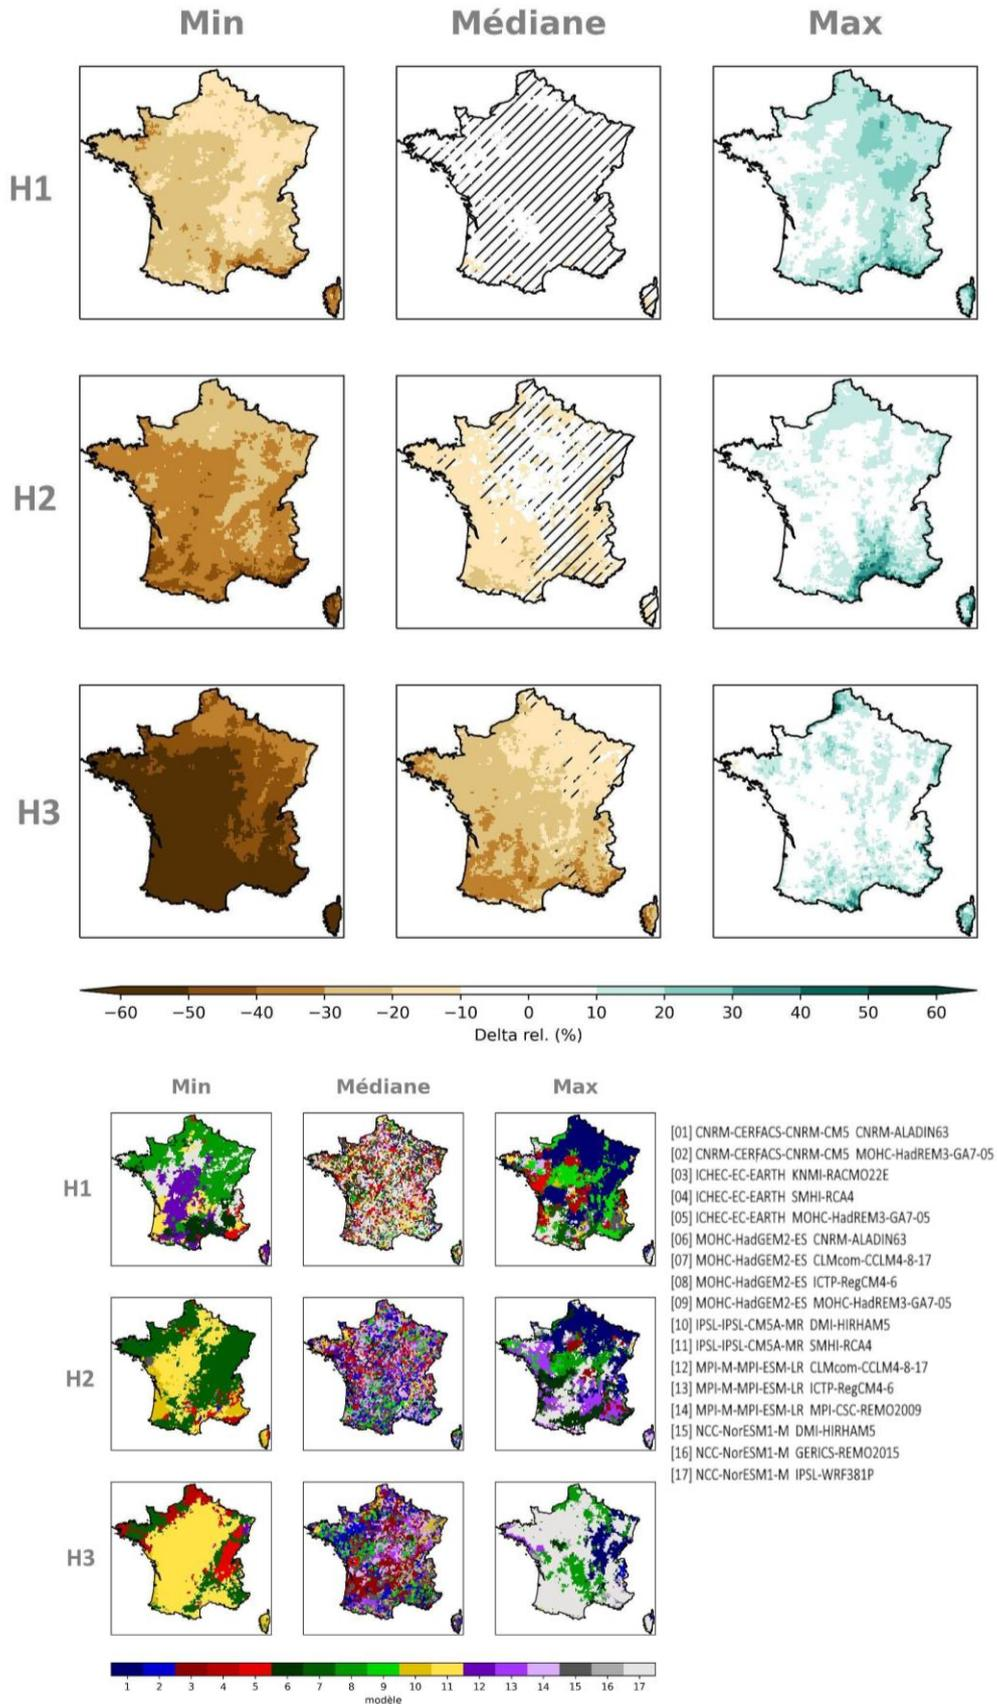 Min Médiane Max
H1
H2
H3
−60 −50 −40 −30 −20 −10 0 10 20 30 40 50 60
Delta rel. (%)
Min Médiane Max
H1
H2
H3
[01] CNRM-CERFACS-CNRM-CM5 CNRM-ALADIN63
[02] CNRM-CERFACS-CNRM-CM5 MOHC-HadREM3-GA7-05
[03] ICHEC-EC-EARTH KNMI-RACMO22E
[04] ICHEC-EC-EARTH SMHI-RCA4
[05] ICHEC-EC-EARTH MOHC-HadREM3-GA7-05
[06] MOHC-HadGEM2-ES CNRM-ALADIN63
[07] MOHC-HadGEM2-ES CLMcom-CCLM4-8-17
[08] MOHC-HadGEM2-ES ICTP-RegCM4-6
[09] MOHC-HadGEM2-ES MOHC-HadREM3-GA7-05
[10] IPSL-IPSL-CM5A-MR DMI-HIRHAM5
[11] IPSL-IPSL-CM5A-MR SMHI-RCA4
[12] MPI-M-MPI-ESM-LR CLMcom-CCLM4-8-17
[13] MPI-M-MPI-ESM-LR ICTP-RegCM4-6
[14] MPI-M-MPI-ESM-LR MPI-CSC-REMO2009
[15] NCC-NorESM1-M DMI-HIRHAM5
[16] NCC-NorESM1-M GERICS-REMO2015
[17] NCC-NorESM1-M IPSL-WRF381P
1 2 3 4 5 6 7 8 9 10 11 12 13 14 15 16 17
modèle